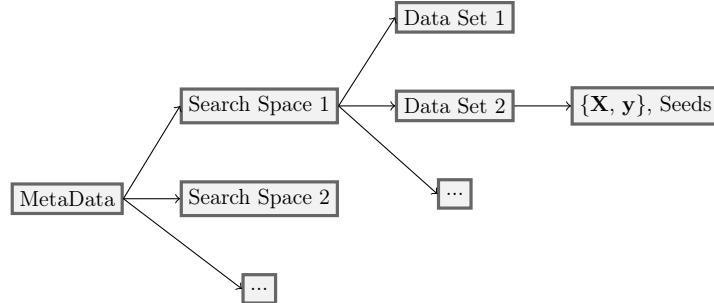 Data Set 1
Search Space 1
Data Set 2
{X, y}, Seeds
...
MetaData
Search Space 2
...